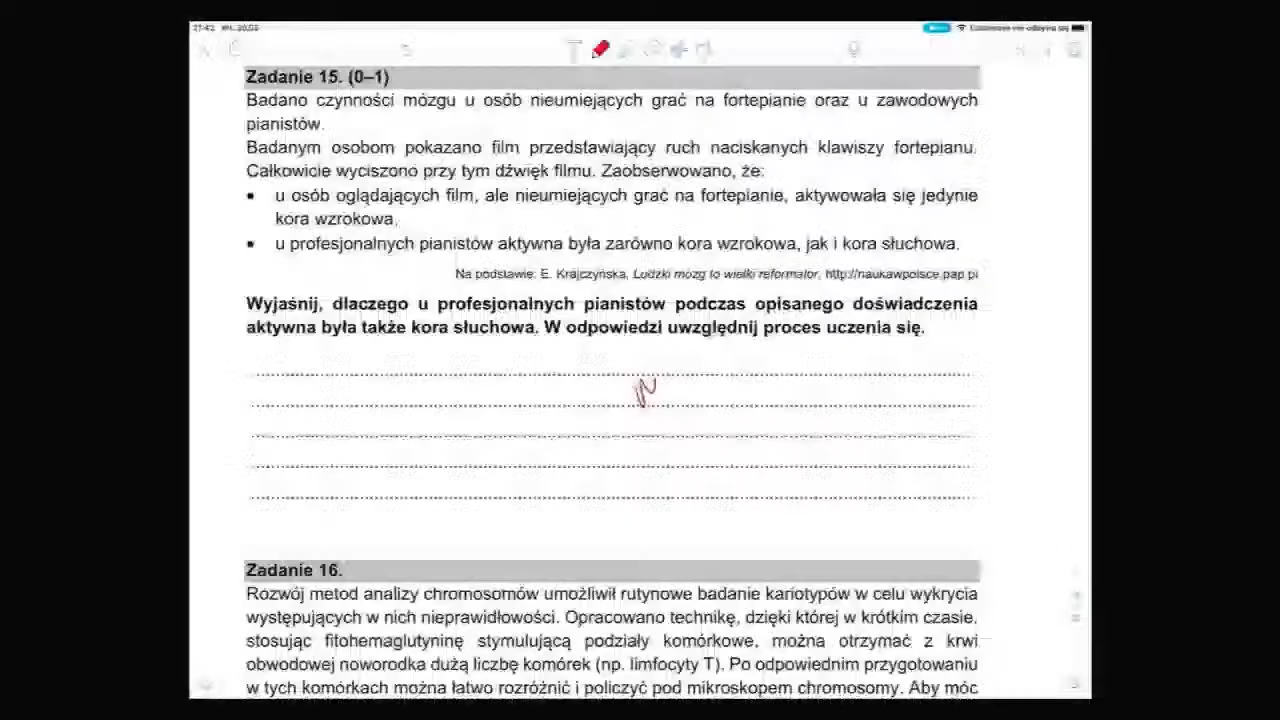 Zadanie 15. (0–1)
Badano czynności mózgu u osób nieumiejących grać na fortepianie oraz u zawodowych
pianistów.
Badanym osobom pokazano film przedstawiający ruch naciskanych klawiszy fortepianu.
Całkowicie wyciszono przy tym dźwięk filmu. Zaobserwowano, że:
• u osób oglądających film, ale nieumiejących grać na fortepianie, aktywowała się jedynie
kora wzrokowa,
• u profesjonalnych pianistów aktywna była zarówno kora wzrokowa, jak i kora słuchowa.
Na podstawie: E. Krajczyńska, Ludzki mózg to wielki reformator, http://naukawpolsce.pap.pl
Wyjaśnij, dlaczego u profesjonalnych pianistów podczas opisanego doświadczenia
aktywna była także kora słuchowa. W odpowiedzi uwzględnij proces uczenia się.
Zadanie 16.
Rozwój metod analizy chromosomów umożliwił rutynowe badanie kariotypów w celu wykrycia
występujących w nich nieprawidłowości. Opracowano technikę, dzięki której w krótkim czasie,
stosując fitohemaglutyninę stymulującą podziały komórkowe, można otrzymać z krwi
obwodowej noworodka dużą liczbę komórek (np. limfocyty T). Po odpowiednim przygotowaniu
w tych komórkach można łatwo rozróżnić i policzyć pod mikroskopem chromosomy. Aby móc